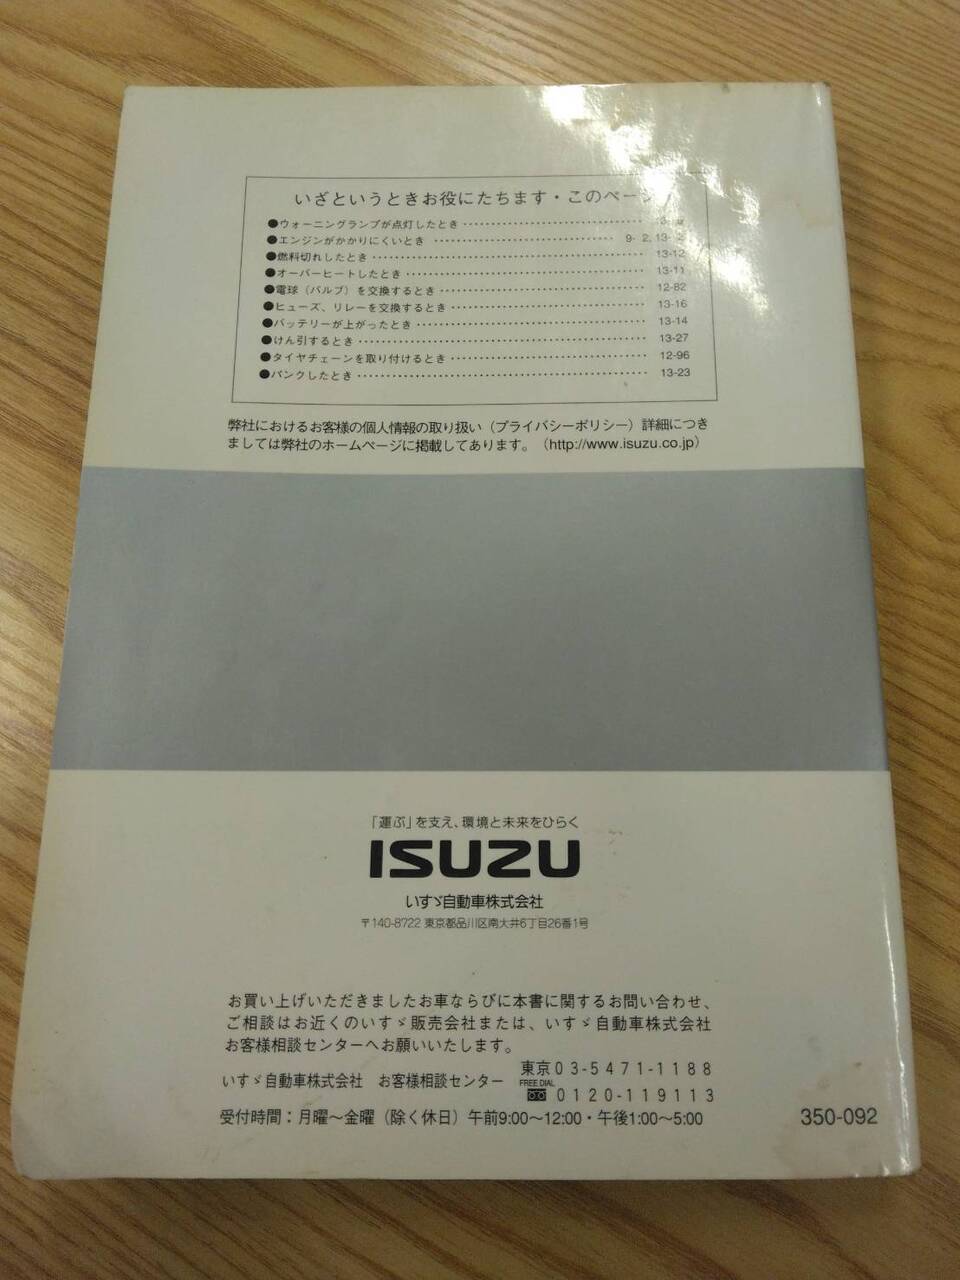 いざというときお役にたちます・このペー
●ウォーニングランプが点灯したとき
●エンジンがかかりにくいとき 9- 2, 13-
●燃料切れしたとき 13-12
●オーバーヒートしたとき 13-11
●電球（バルブ）を交換するとき 12-82
●ヒューズ、リレーを交換するとき 13-16
●バッテリーが上がったとき 13-14
●けん引するとき 13-27
●タイヤチェーンを取り付けるとき 12-96
●パンクしたとき 13-23
弊社におけるお客様の個人情報の取り扱い（プライバシーポリシー）詳細につき
ましては弊社のホームページに掲載してあります。（http://www.isuzu.co.jp）
「運ぶ」を支え、環境と未来をひらく
ISUZU
いすゞ自動車株式会社
〒140-8722 東京都品川区南大井6丁目26番1号
お買い上げいただきましたお車ならびに本書に関するお問い合わせ、
ご相談はお近くのいすゞ販売会社または、いすゞ自動車株式会社
お客様相談センターへお願いいたします。
いすゞ自動車株式会社 お客様相談センター 東京03-5471-1188
FREE DIAL
0120-119113
受付時間：月曜〜金曜（除く休日）午前9:00〜12:00・午後1:00〜5:00
350-092